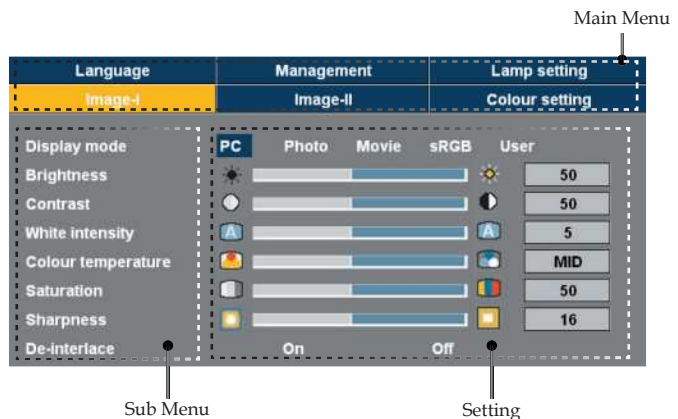 Main Menu
Language Management Lamp setting
Image-I Image-II Colour setting
Display mode PC Photo Movie sRGB User
Brightness 50
Contrast 50
White intensity A A 5
Colour temperature MID
Saturation 50
Sharpness 16
De-interlace On Off
Sub Menu Setting